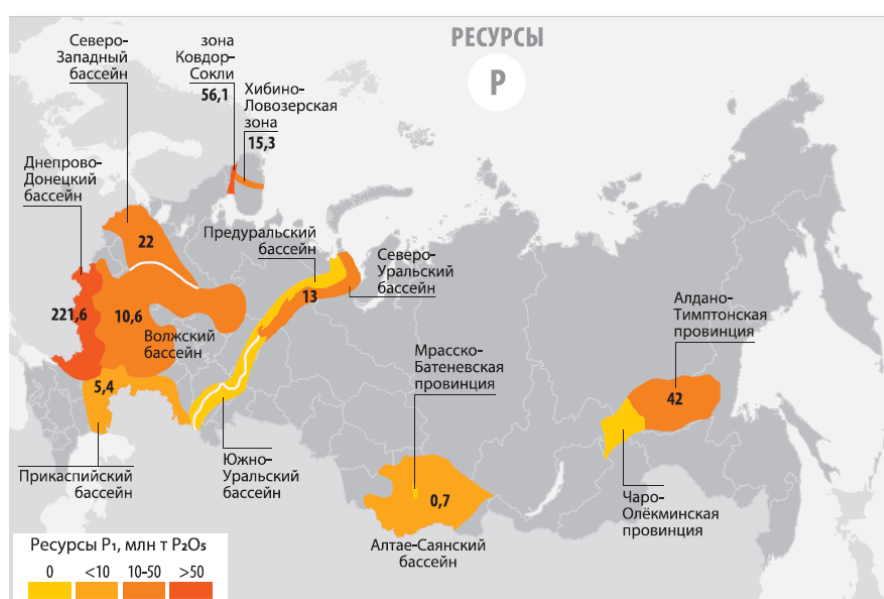 РЕСУРСЫ
P
Северо-
Западный
бассейн
22
зона
Ковдор-
Сокли
56,1
Хибино-
Ловозерская
зона
15,3
Днепрово-
Донецкий
бассейн
221,6
Предуральский
бассейн
Северо-
Уральский
бассейн
13
10,6
Волжский
бассейн
5,4
Прикаспийский
бассейн
Южно-
Уральский
бассейн
Мрасско-
Батеневская
провинция
0,7
Алтае-Саянский
бассейн
Алдано-
Тимптонская
провинция
42
Чаро-
Олёкминская
провинция
Ресурсы P₁, млн т P₂O₅
0 <10 10-50 >50